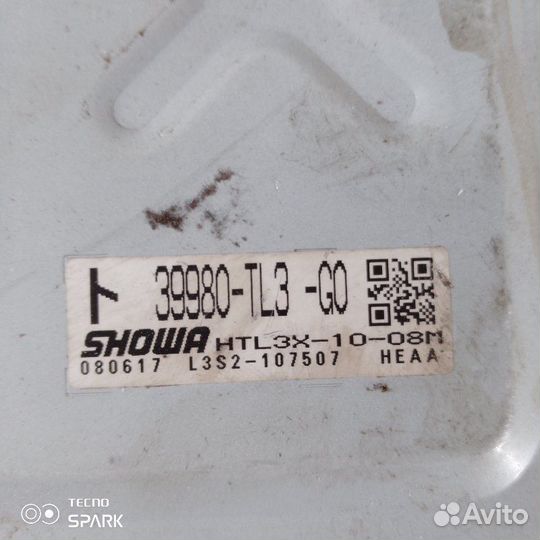 ト 39980-TL3 -G0
SHOWA HTL3X-10-08M
080617 L3S2-107507 HEAA
TECNO
SPARK
Avito